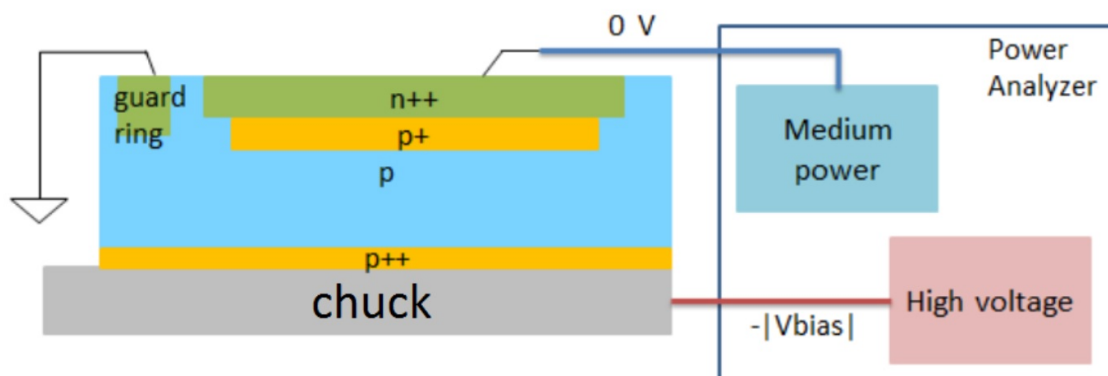 0 V
Power
Analyzer
guard
ring
n++
p+
p
p++
chuck
Medium
power
High voltage
-|Vbias|